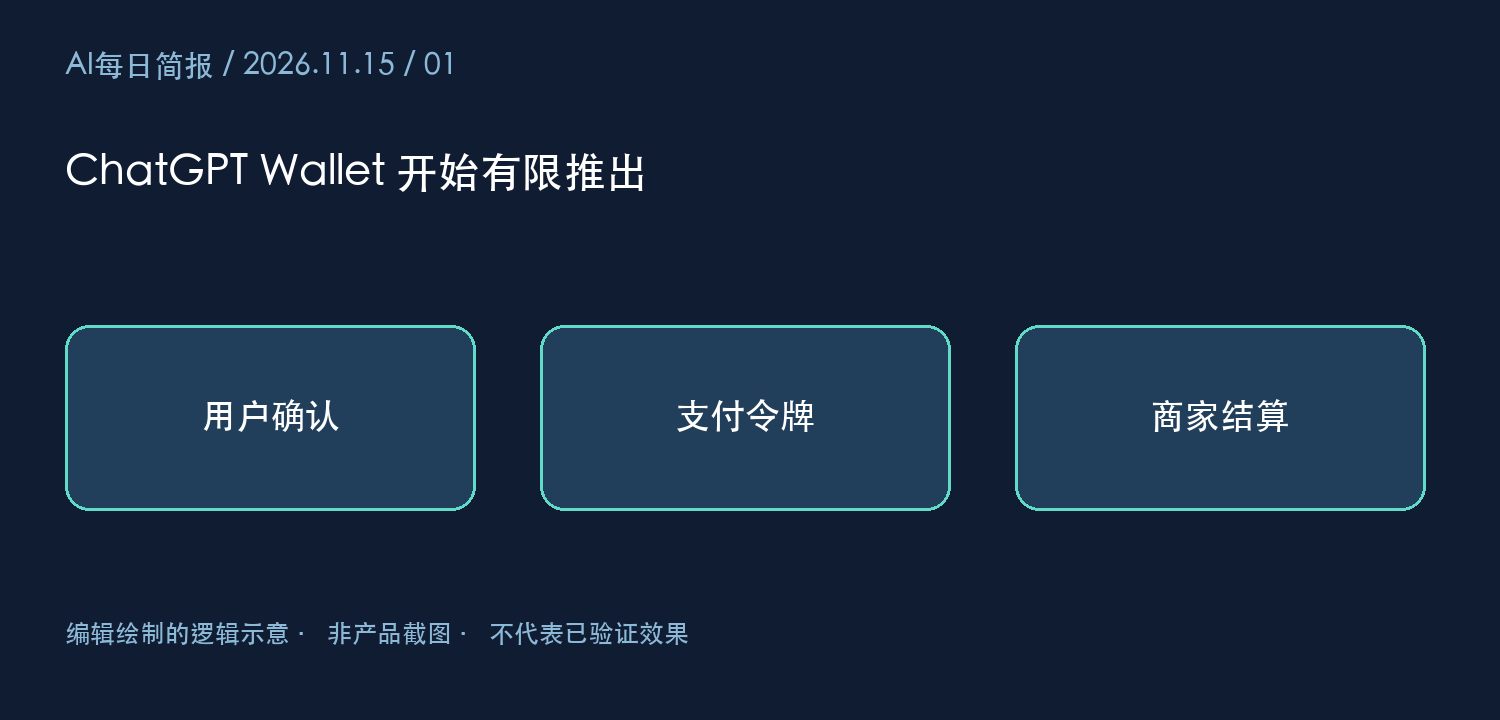 AI每日简报 / 2026.11.15 / 01
ChatGPT Wallet 开始有限推出
用户确认
支付令牌
商家结算
编辑绘制的逻辑示意 · 非产品截图 · 不代表已验证效果